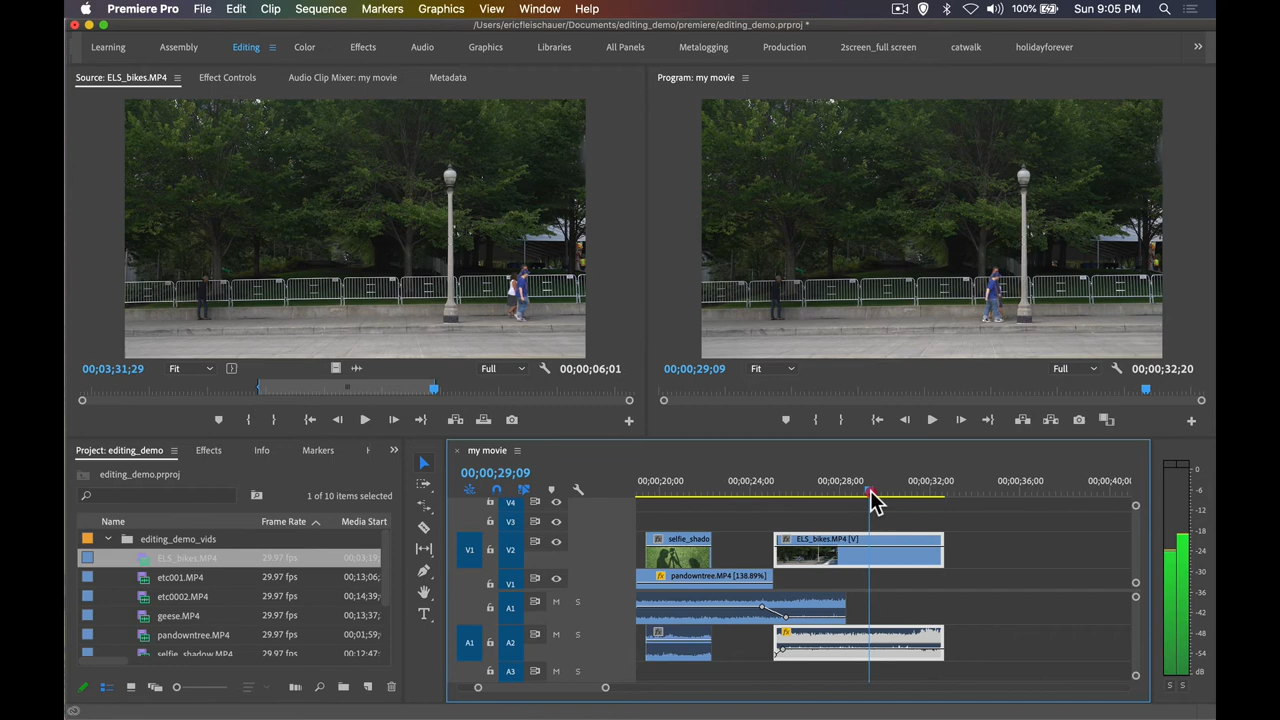 Premiere Pro File Edit Clip Sequence Markers Graphics View Window Help 100% Sun 9:05 PM
/Users/ericfleischauer/Documents/editing_demo/premiere/editing_demo.prproj *
Learning Assembly Editing Color Effects Audio Graphics Libraries All Panels Metalogging Production 2screen_full screen catwalk holidayforever
Source: ELS_bikes.MP4 Effect Controls Audio Clip Mixer: my movie Metadata
Program: my movie
00;03;31;29 Fit Full 00;00;06;01
00;00;29;09 Fit Full 00;00;32;20
Project: editing_demo Effects Info Markers
editing_demo.prproj
1 of 10 items selected
Name Frame Rate Media Start
editing_demo_vids
ELS_bikes.MP4 29.97 fps 00;03;19
etc001.MP4 29.97 fps 00;13;06;
etc0002.MP4 29.97 fps 00;14;39;
geese.MP4 29.97 fps 00;13;37;
pandowntree.MP4 29.97 fps 00;01;59;
selfie_shadow.MP4 29.97 fps 00;12;47;
my movie
00;00;29;09
00;00;20;00 00;00;24;00 00;00;28;00 00;00;32;00 00;00;36;00 00;00;40;0
V4
V3
V1 V2 selfie_shado ELS_bikes.MP4 [V]
V1 pandowntree.MP4 [138.89%]
A1 M S
A1 A2 M S
A3 M S
0
-6
-12
-18
-24
-30
-36
-42
-48
-54
dB
S S